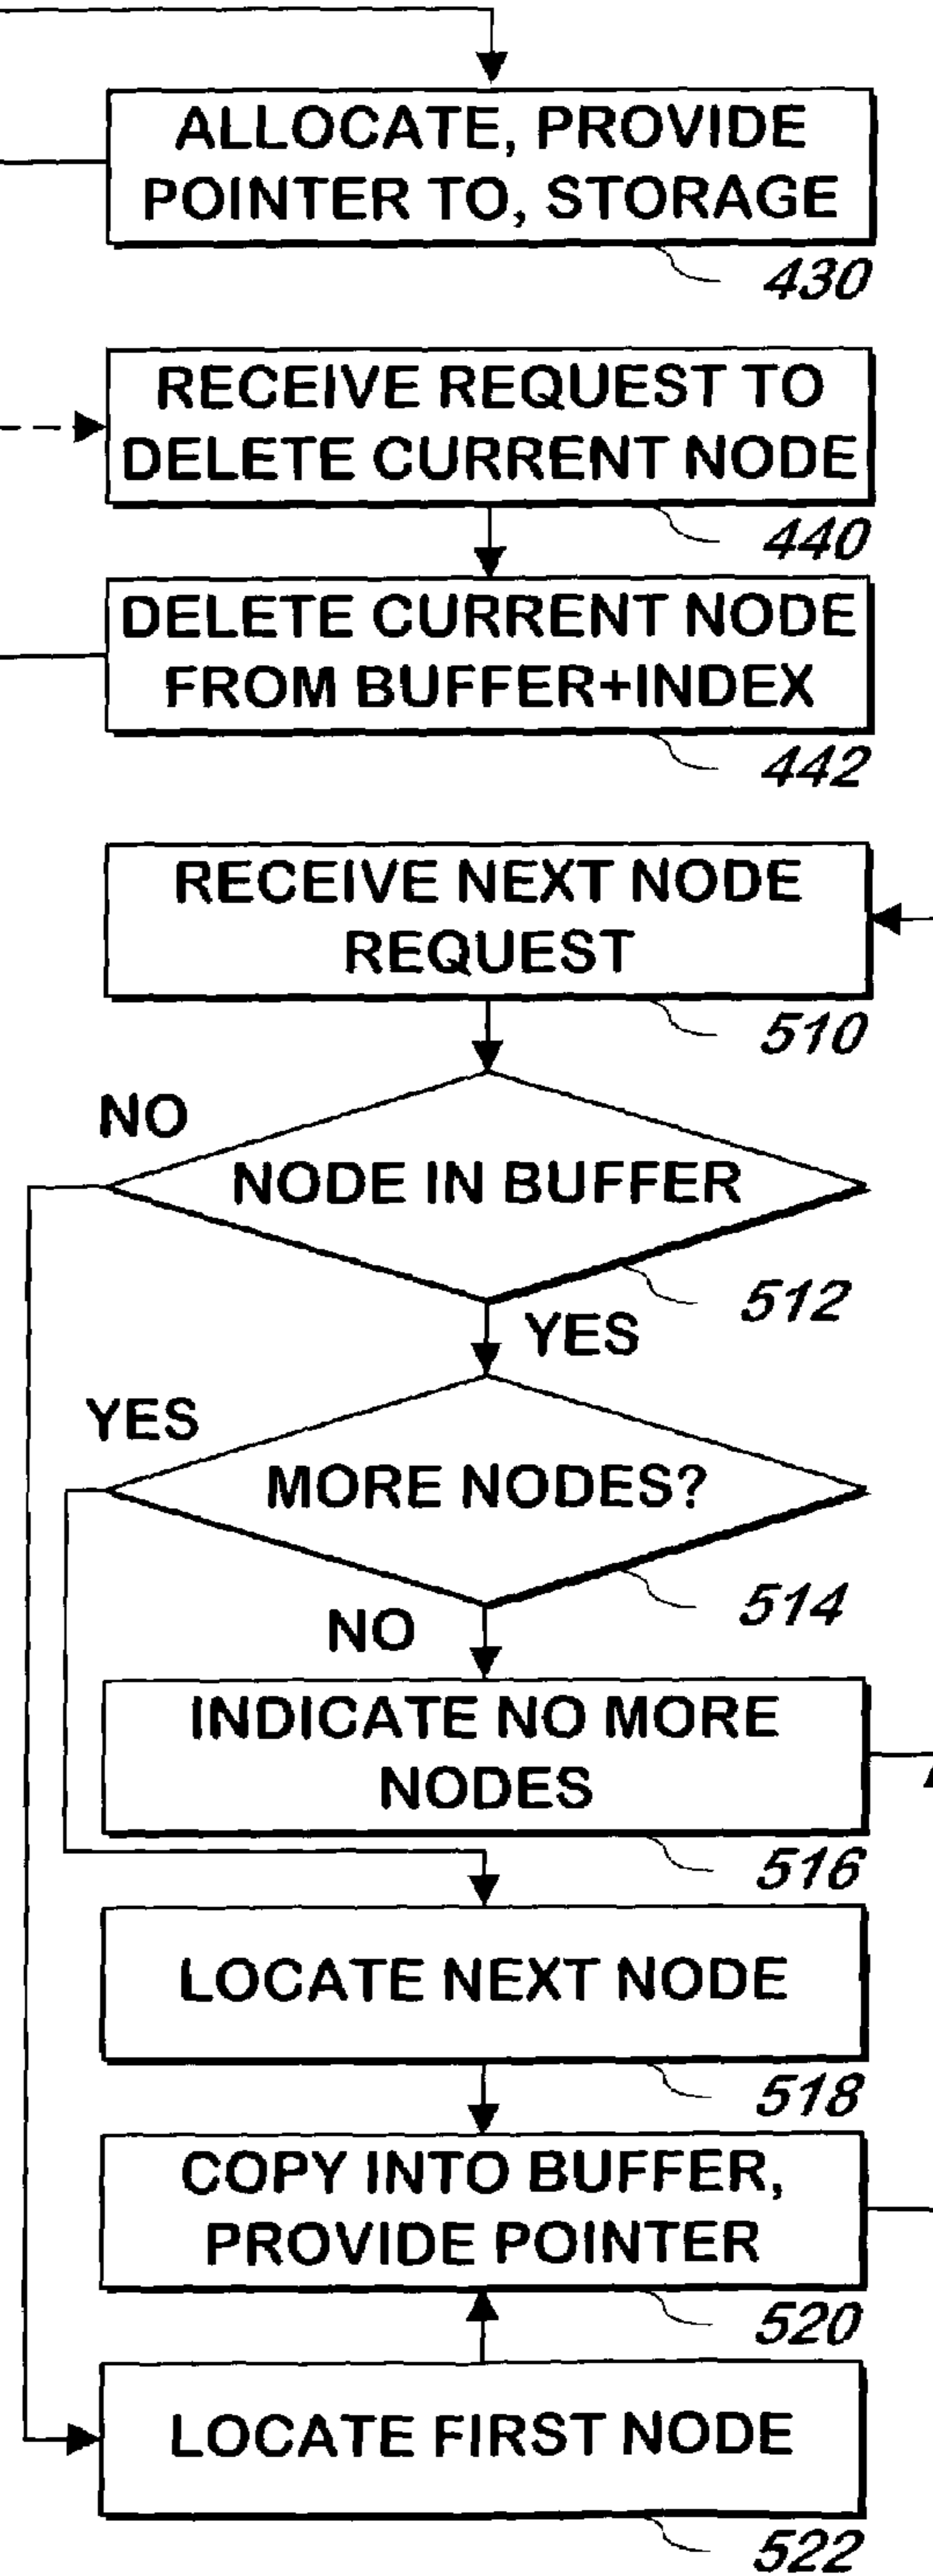 ALLOCATE, PROVIDE
POINTER TO, STORAGE
430
RECEIVE REQUEST TO
DELETE CURRENT NODE
440
DELETE CURRENT NODE
FROM BUFFER+INDEX
442
RECEIVE NEXT NODE
REQUEST
510
NO
NODE IN BUFFER
512
YES
YES
MORE NODES?
514
NO
INDICATE NO MORE
NODES
516
LOCATE NEXT NODE
518
COPY INTO BUFFER,
PROVIDE POINTER
520
LOCATE FIRST NODE
522